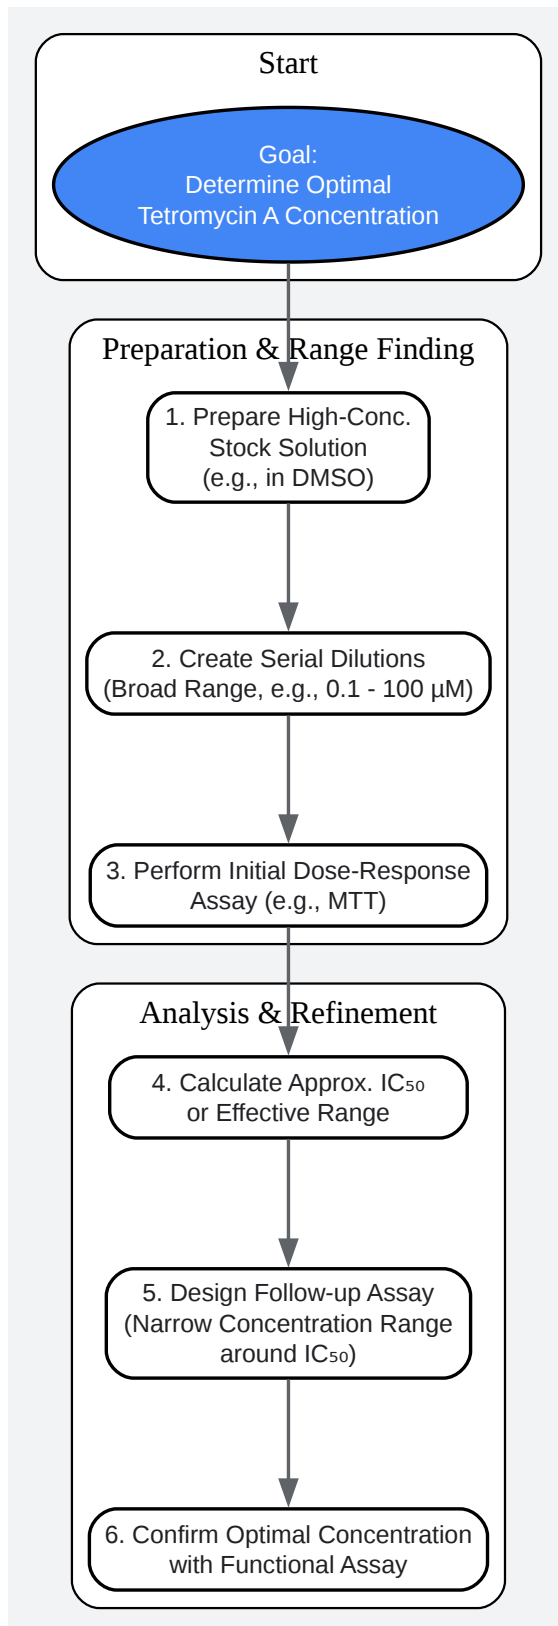 Start
Goal:
Determine Optimal
Tetromycin A Concentration
Preparation & Range Finding
1. Prepare High-Conc.
Stock Solution
(e.g., in DMSO)
2. Create Serial Dilutions
(Broad Range, e.g., 0.1 - 100 µM)
3. Perform Initial Dose-Response
Assay (e.g., MTT)
Analysis & Refinement
4. Calculate Approx. IC₅₀
or Effective Range
5. Design Follow-up Assay
(Narrow Concentration Range
around IC₅₀)
6. Confirm Optimal Concentration
with Functional Assay